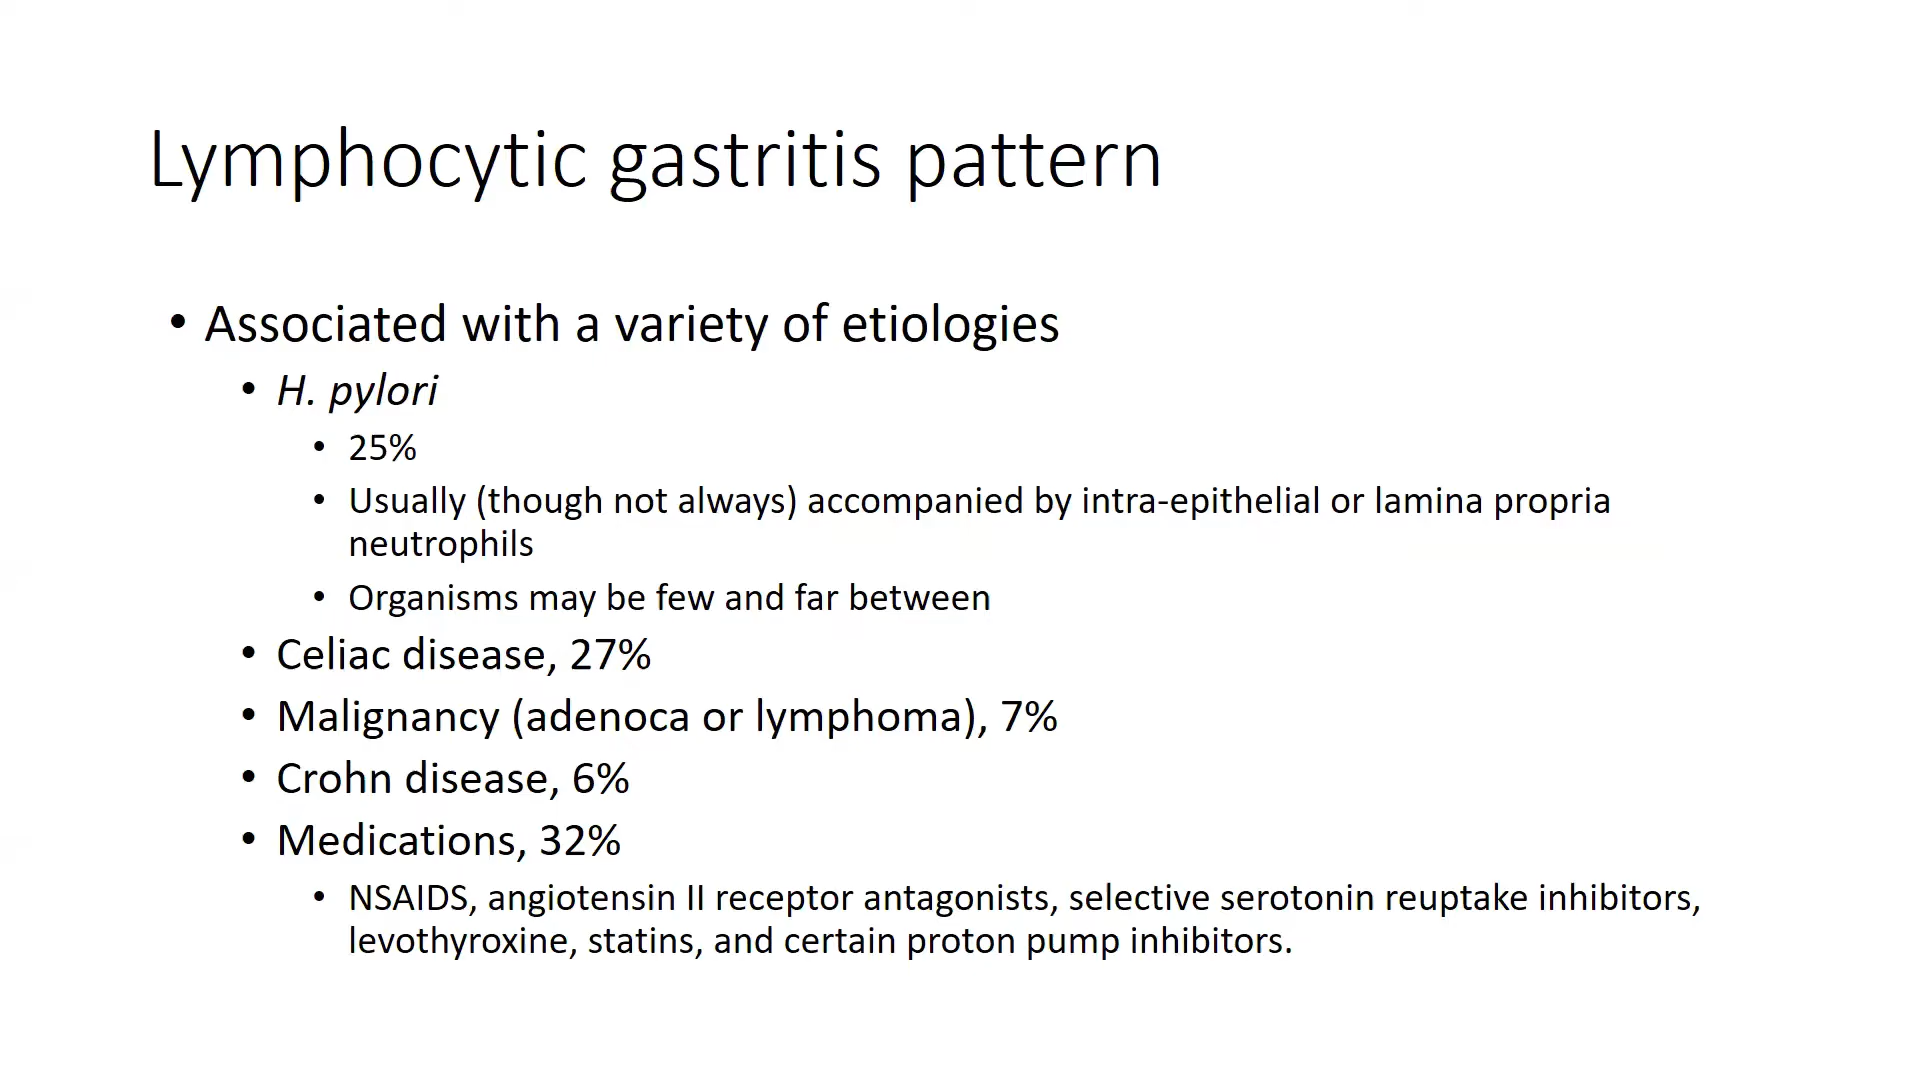 Lymphocytic gastritis pattern
• Associated with a variety of etiologies
• H. pylori
• 25%
• Usually (though not always) accompanied by intra-epithelial or lamina propria
neutrophils
• Organisms may be few and far between
• Celiac disease, 27%
• Malignancy (adenoca or lymphoma), 7%
• Crohn disease, 6%
• Medications, 32%
• NSAIDS, angiotensin II receptor antagonists, selective serotonin reuptake inhibitors,
levothyroxine, statins, and certain proton pump inhibitors.